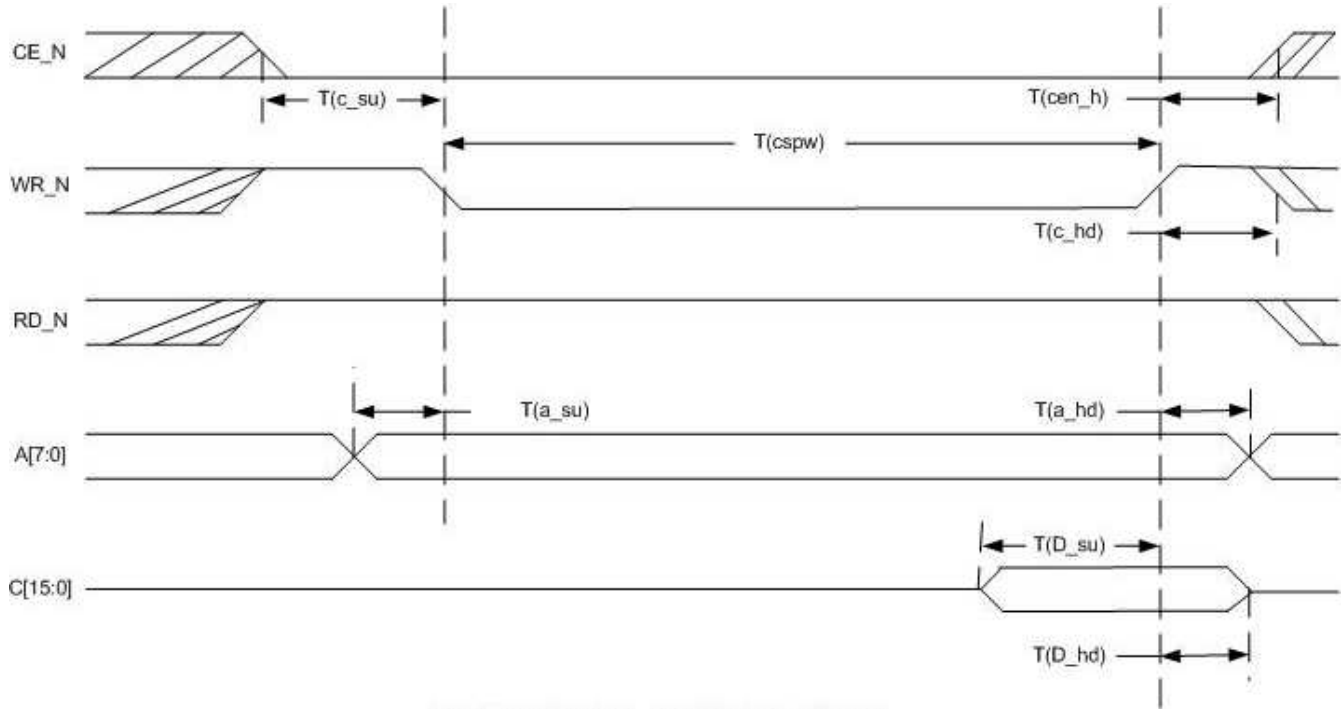 CE_N
T(c_su)
T(cen_h)
T(cspw)
WR_N
T(c_hd)
RD_N
T(a_su)
T(a_hd)
A[7:0]
T(D_su)
C[15:0]
T(D_hd)